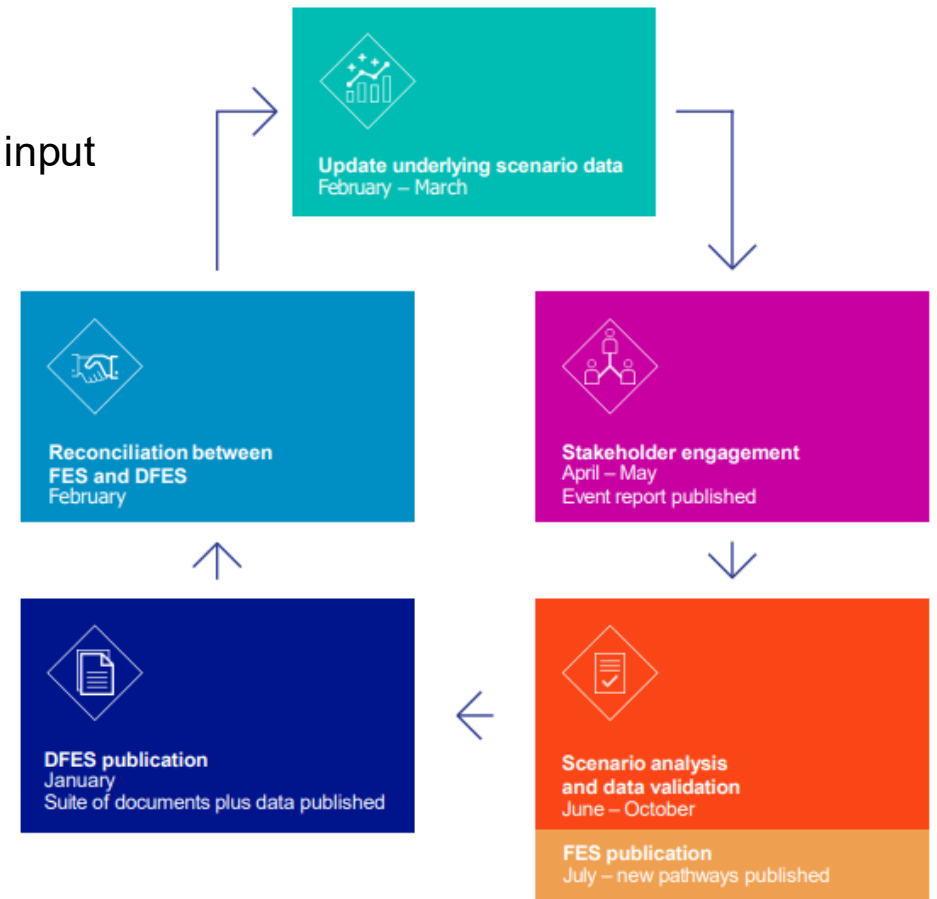 input
Update underlying scenario data
February – March
Reconciliation between
FES and DFES
February
Stakeholder engagement
April – May
Event report published
DFES publication
January
Suite of documents plus data published
Scenario analysis
and data validation
June – October
FES publication
July – new pathways published